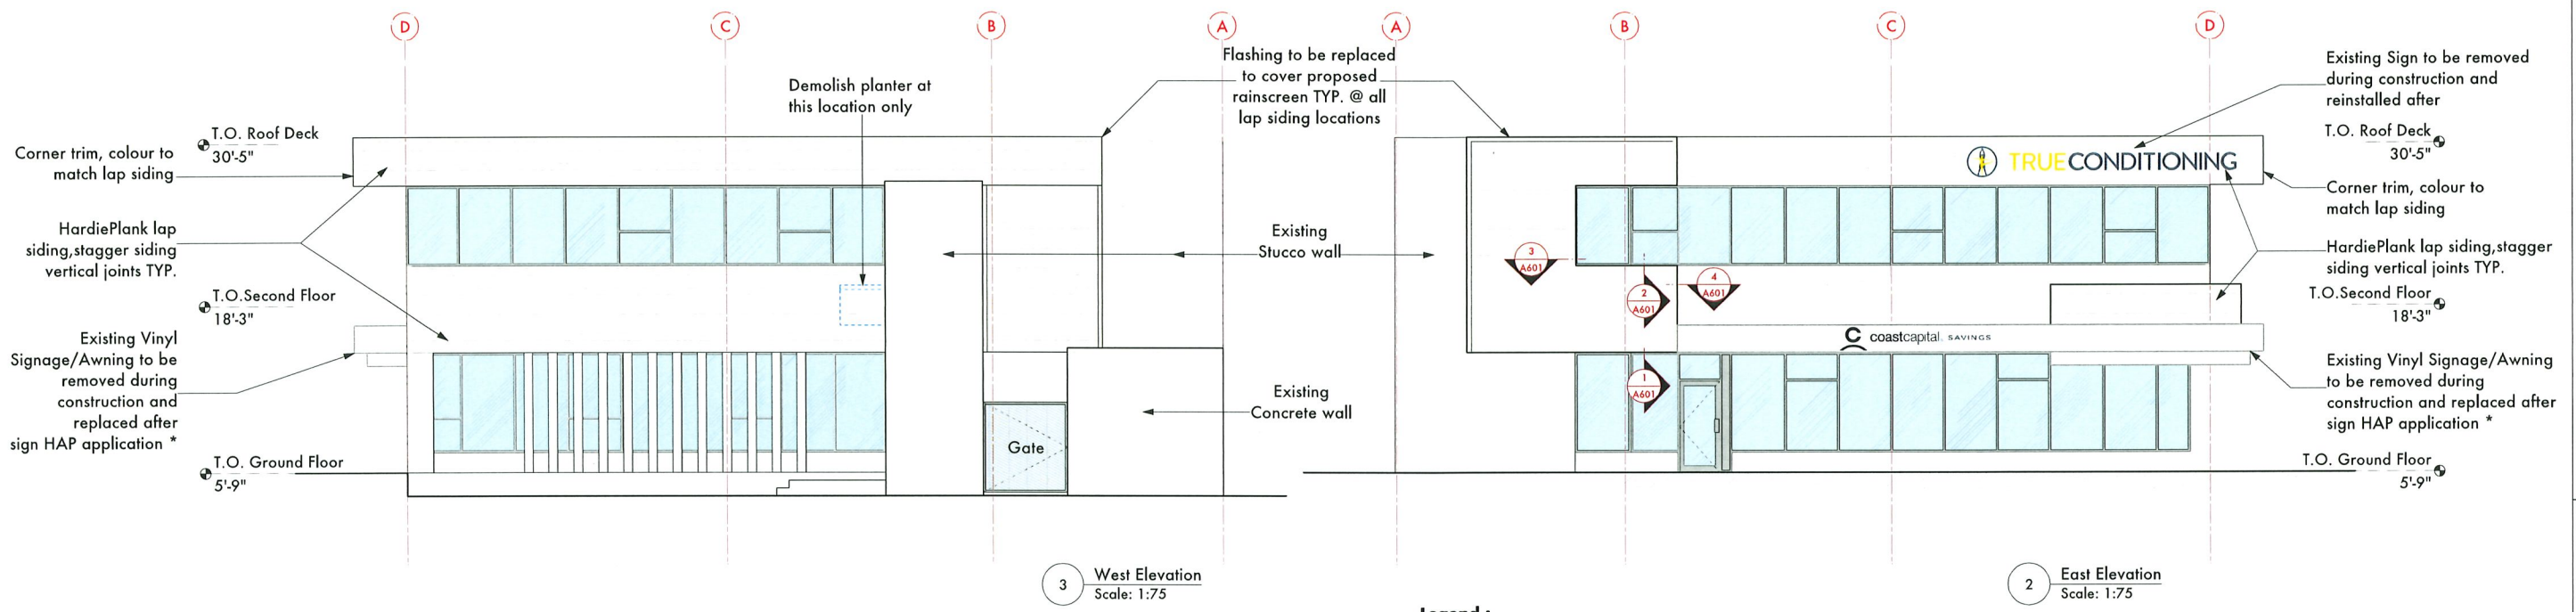 D
C
B
A
A
B
C
D
Flashing to be replaced
to cover proposed
rainscreen TYP. @ all
lap siding locations
Demolish planter at
this location only
T.O. Roof Deck
30'-5"
Corner trim, colour to
match lap siding
HardiePlank lap
siding,stagger siding
vertical joints TYP.
T.O.Second Floor
18'-3"
Existing Vinyl
Signage/Awning to be
removed during
construction and
replaced after
sign HAP application *
T.O. Ground Floor
5'-9"
Gate
Existing
Stucco wall
Existing
Concrete wall
3
West Elevation
Scale: 1:75
Existing Sign to be removed
during construction and
reinstalled after
T.O. Roof Deck
30'-5"
TRUECONDITIONING
Corner trim, colour to
match lap siding
HardiePlank lap siding,stagger
siding vertical joints TYP.
3
A601
4
A601
2
A601
T.O.Second Floor
18'-3"
coastcapital. SAVINGS
1
A601
Existing Vinyl Signage/Awning
to be removed during
construction and replaced after
sign HAP application *
T.O. Ground Floor
5'-9"
2
East Elevation
Scale: 1:75
Legend :